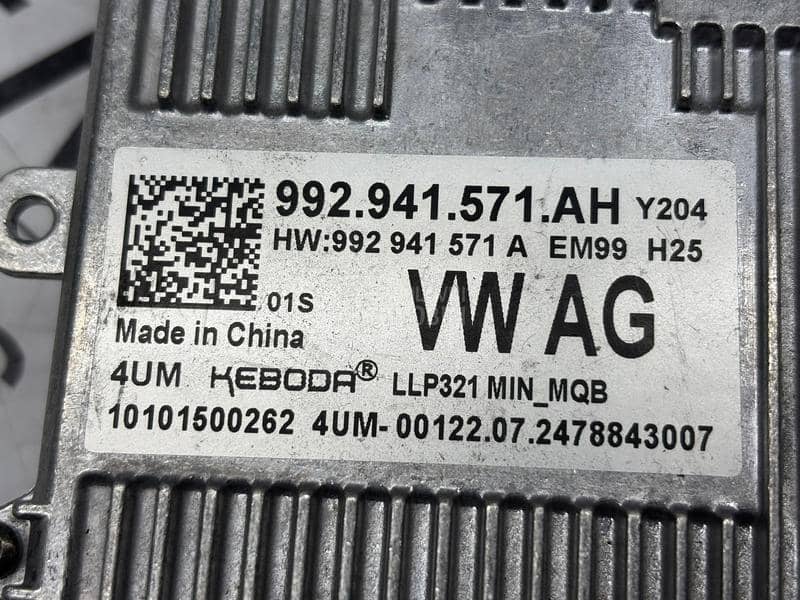 992.941.571.AH Y204
HW:992 941 571 A EM99 H25
01S
VW AG
Made in China
4UM KEBODA® LLP321 MIN_MQB
10101500262 4UM-00122.07.2478843007